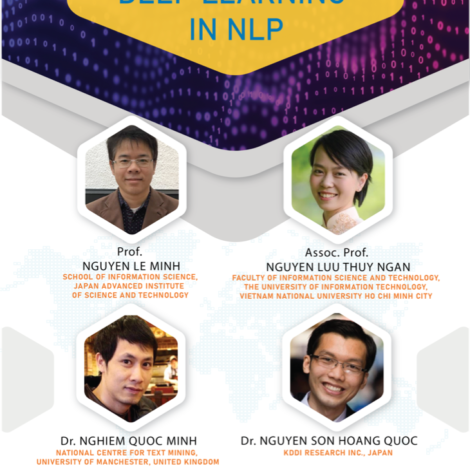 DEEP LEARNING
IN NLP
Prof.
NGUYEN LE MINH
SCHOOL OF INFORMATION SCIENCE,
JAPAN ADVANCED INSTITUTE
OF SCIENCE AND TECHNOLOGY
Assoc. Prof.
NGUYEN LUU THUY NGAN
FACULTY OF INFORMATION SCIENCE AND TECHNOLOGY,
THE UNIVERSITY OF INFORMATION TECHNOLOGY,
VIETNAM NATIONAL UNIVERSITY HO CHI MINH CITY
Dr. NGHIEM QUOC MINH
NATIONAL CENTRE FOR TEXT MINING,
UNIVERSITY OF MANCHESTER, UNITED KINGDOM
Dr. NGUYEN SON HOANG QUOC
KDDI RESEARCH INC., JAPAN